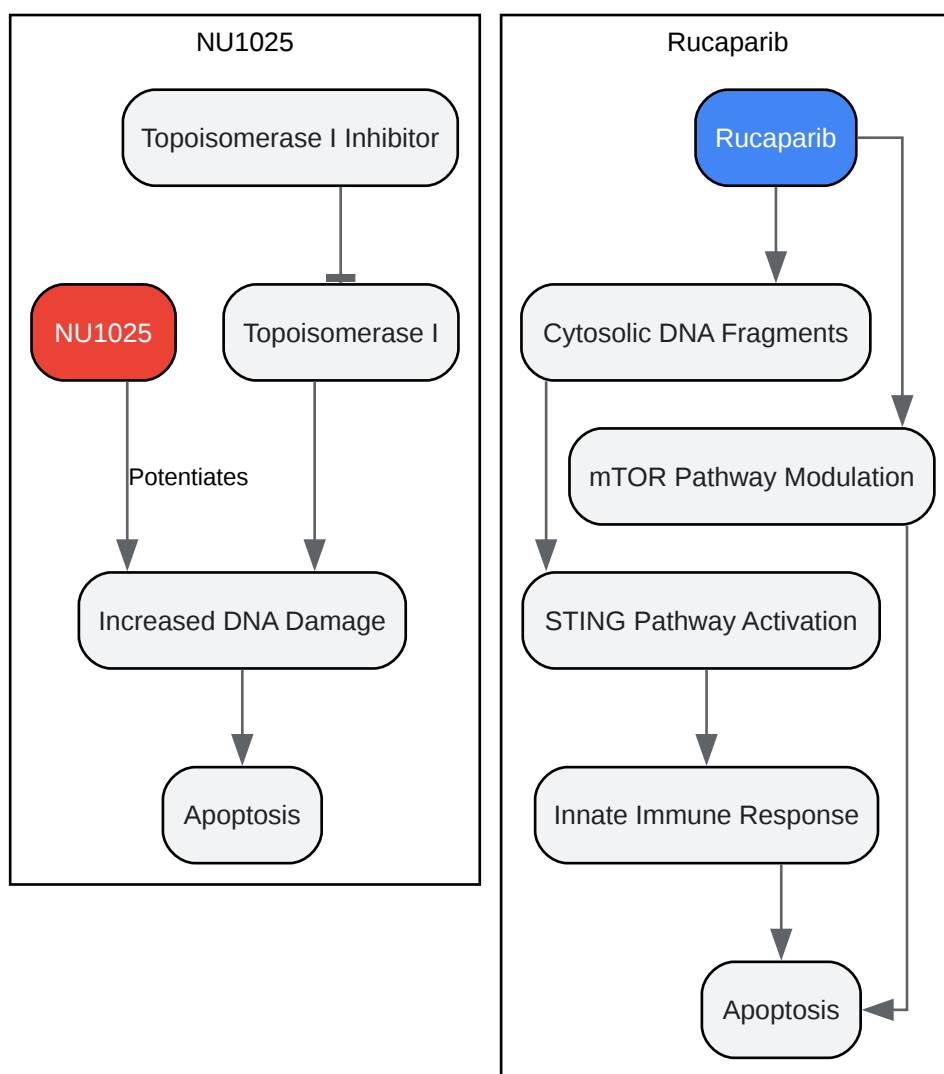 NU1025
Topoisomerase I Inhibitor
NU1025
Topoisomerase I
Potentiates
Increased DNA Damage
Apoptosis
Rucaparib
Rucaparib
Cytosolic DNA Fragments
mTOR Pathway Modulation
STING Pathway Activation
Innate Immune Response
Apoptosis